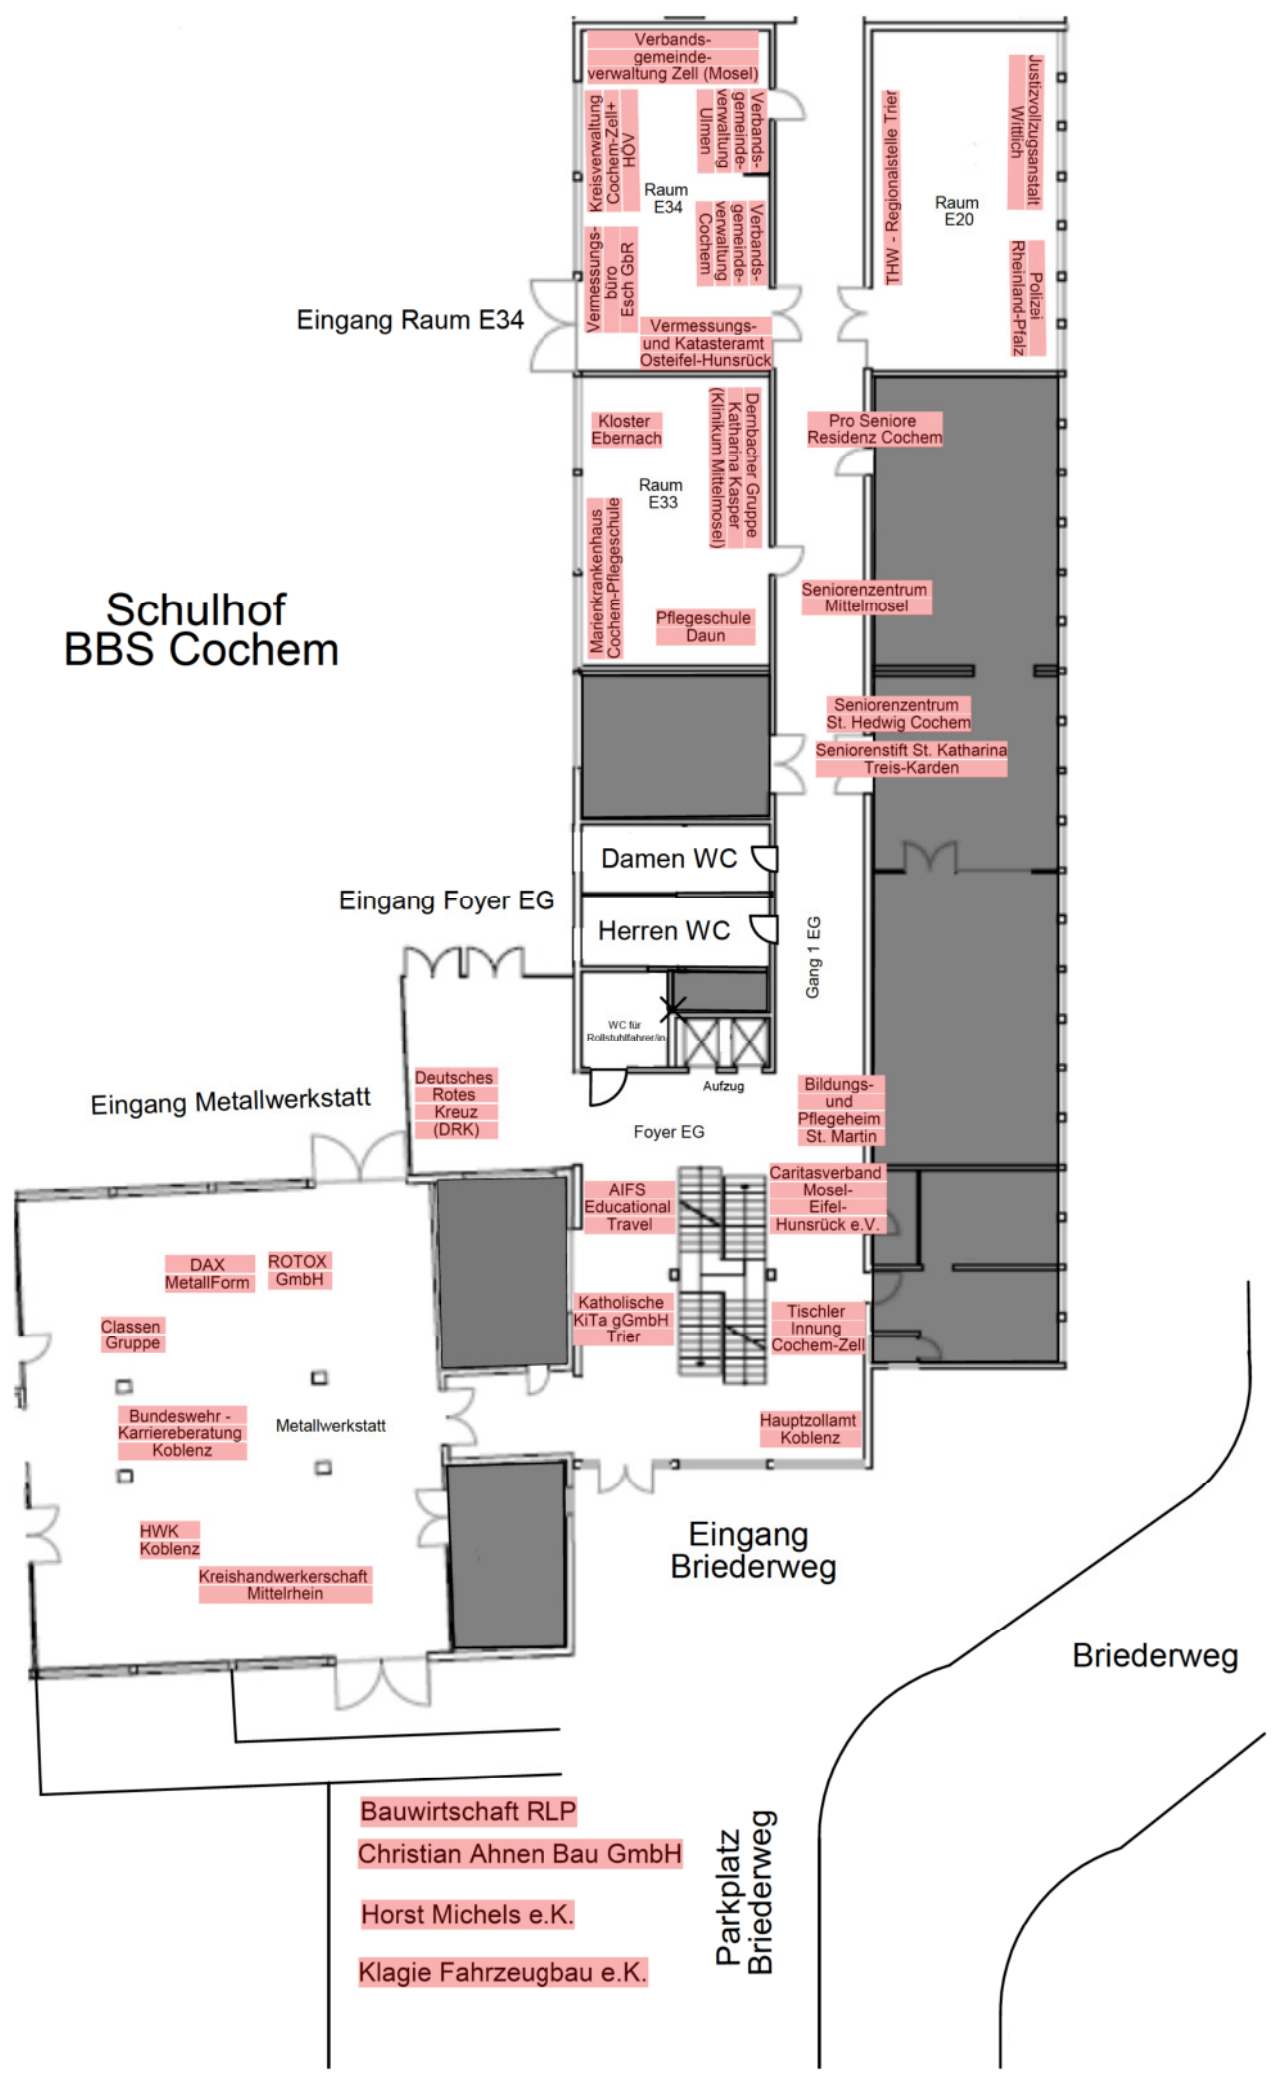 Verbands-
gemeinde-
verwaltung Zell (Mosel)
Kreisverwaltung
Cochem-Zell+
HÖV
Verbands-
gemeinde-
verwaltung
Ulmen
Raum
E34
Verbands-
gemeinde-
verwaltung
Cochem
Vermessungs-
büro
Esch GbR
Vermessungs-
und Katasteramt
Osteifel-Hunsrück
Eingang Raum E34
THW - Regionalstelle Trier
Justizvollzugsanstalt
Wittlich
Raum
E20
Polizei
Rheinland-Pfalz
Kloster
Ebernach
Dernbacher Gruppe
Katharina Kasper
(Klinikum Mittelmosel)
Raum
E33
Marienkrankenhaus
Cochem-Pflegeschule
Pflegeschule
Daun
Pro Seniore
Residenz Cochem
Seniorenzentrum
Mittelmosel
Schulhof
BBS Cochem
Seniorenzentrum
St. Hedwig Cochem
Seniorenstift St. Katharina
Treis-Karden
Damen WC
Eingang Foyer EG
Herren WC
Gang 1 EG
WC für
Rollstuhlfahrer/in
Aufzug
Deutsches
Rotes
Kreuz
(DRK)
Eingang Metallwerkstatt
Foyer EG
Bildungs-
und
Pflegeheim
St. Martin
AIFS
Educational
Travel
Caritasverband
Mosel-
Eifel-
Hunsrück e.V.
DAX
MetallForm
ROTOX
GmbH
Classen
Gruppe
Katholische
KiTa gGmbH
Trier
Tischler
Innung
Cochem-Zell
Bundeswehr -
Karriereberatung
Koblenz
Metallwerkstatt
Hauptzollamt
Koblenz
HWK
Koblenz
Kreishandwerkerschaft
Mittelrhein
Eingang
Briederweg
Briederweg
Bauwirtschaft RLP
Christian Ahnen Bau GmbH
Horst Michels e.K.
Klagie Fahrzeugbau e.K.
Parkplatz
Briederweg